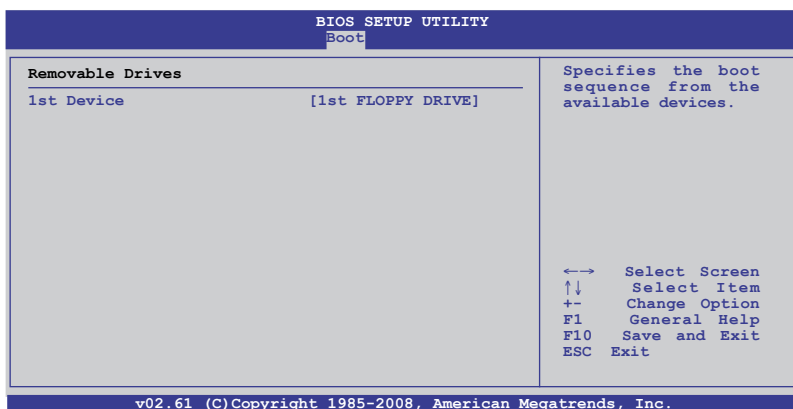 BIOS SETUP UTILITY
Boot
Removable Drives
1st Device [1st FLOPPY DRIVE]
Specifies the boot
sequence from the
available devices.
←→ Select Screen
↑↓ Select Item
+- Change Option
F1 General Help
F10 Save and Exit
ESC Exit
v02.61 (C)Copyright 1985-2008, American Megatrends, Inc.